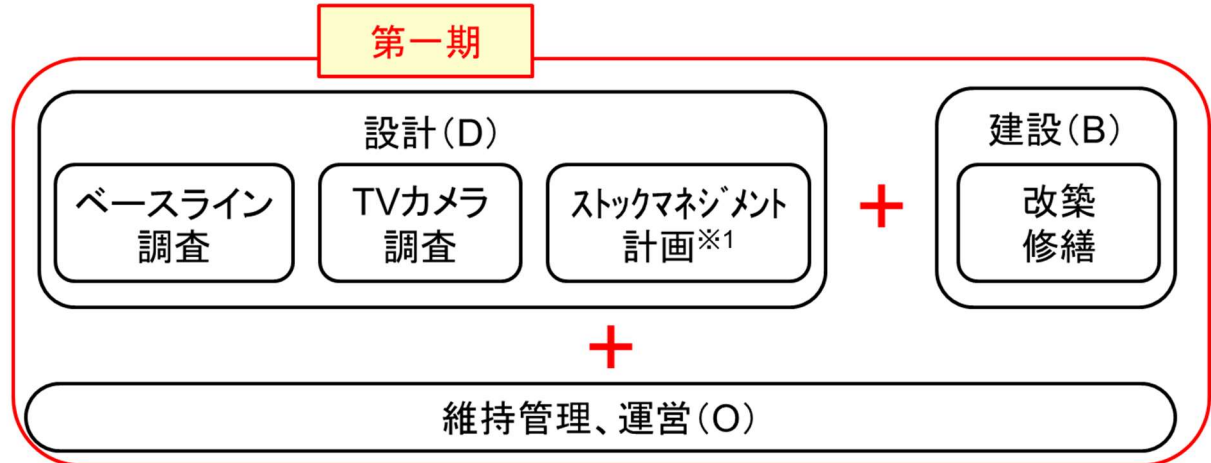 第一期
設計(D)
ベースライン
調査
TVカメラ
調査
ｽﾄｯｸﾏﾈｼﾞﾒﾝﾄ
計画※1
+
建設(B)
改築
修繕
+
維持管理、運営(O)